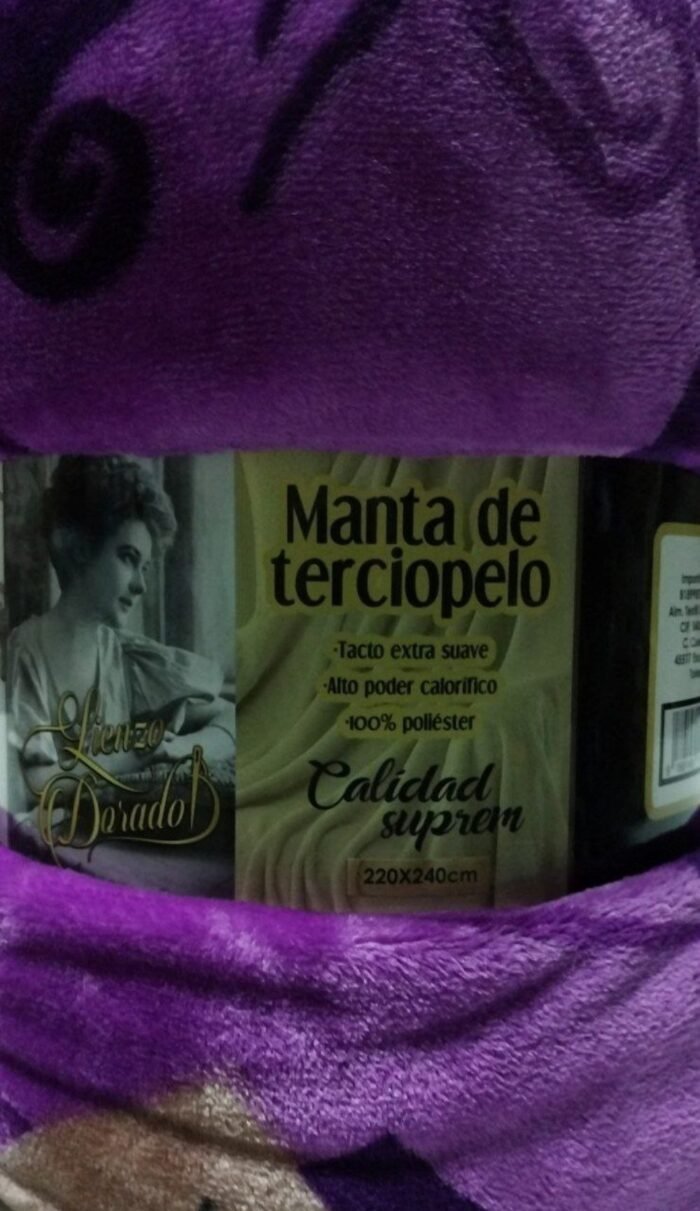 Lienzo
Dorado
Manta de
terciopelo
·Tacto extra suave
·Alto poder calorífico
·100% poliéster
Calidad
suprem
220X240cm